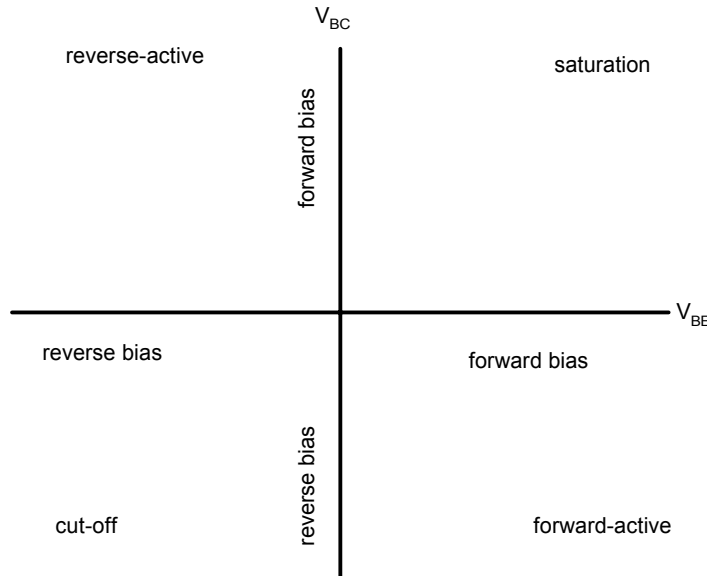 V_BC
reverse-active
saturation
forward bias
V_BE
reverse bias
forward bias
reverse bias
cut-off
forward-active